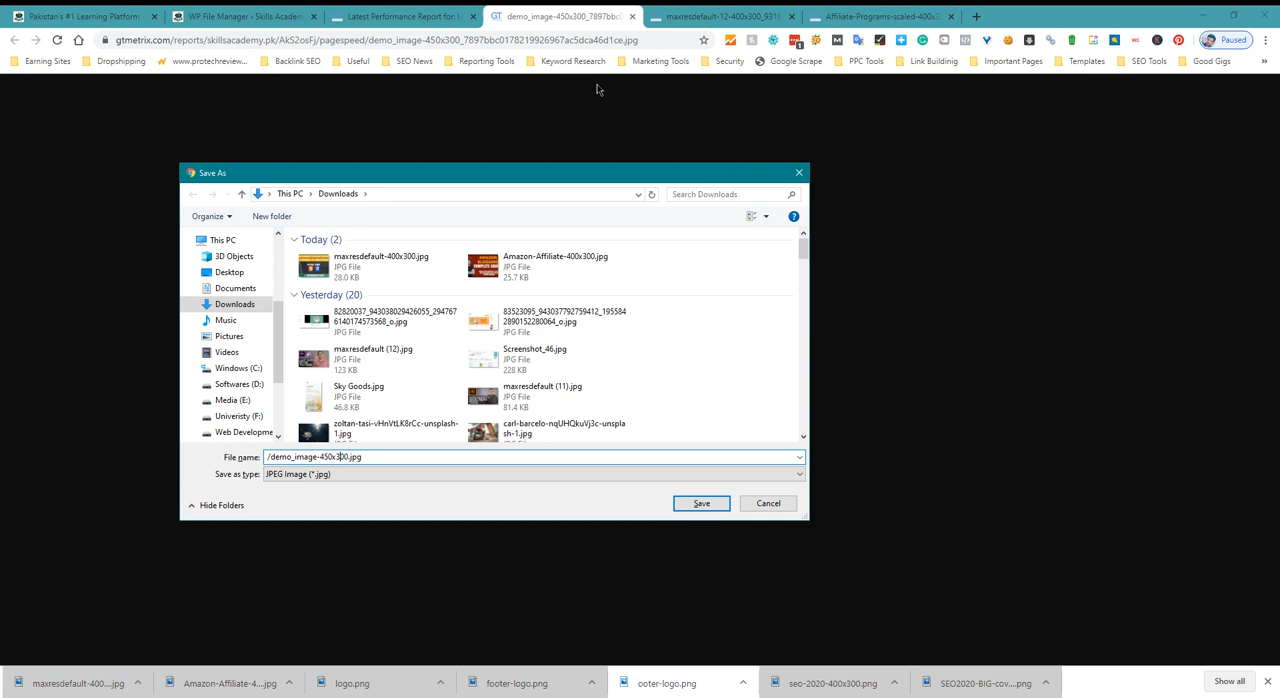 Pakistan's #1 Learning Platform
WP File Manager ‹ Skills Academ
Latest Performance Report for: h
demo_image-450x300_7897bbc0
maxresdefault-12-400x300_9316
Affiliate-Programs-scaled-400x30
gtmetrix.com/reports/skillsacademy.pk/AkS2osFj/pagespeed/demo_image-450x300_7897bbc0178219926967ac5dca46d1ce.jpg
Paused
Earning Sites
Dropshipping
www.protechreview...
Backlink SEO
Useful
SEO News
Reporting Tools
Keyword Research
Marketing Tools
Security
Google Scrape
PPC Tools
Link Buildinig
Important Pages
Templates
SEO Tools
Good Gigs
»
Save As
This PC > Downloads >
Search Downloads
Organize
New folder
This PC
3D Objects
Desktop
Documents
Downloads
Music
Pictures
Videos
Windows (C:)
Softwares (D:)
Media (E:)
Univeristy (F:)
Web Developme
Today (2)
maxresdefault-400x300.jpg
JPG File
28.0 KB
Amazon-Affiliate-400x300.jpg
JPG File
25.7 KB
Yesterday (20)
82820037_943038029426055_294767
6140174573568_o.jpg
JPG File
83523095_943037792759412_195584
2890152280064_o.jpg
JPG File
maxresdefault (12).jpg
JPG File
123 KB
Screenshot_46.jpg
JPG File
228 KB
Sky Goods.jpg
JPG File
46.8 KB
maxresdefault (11).jpg
JPG File
81.4 KB
zoltan-tasi-vHnVtLK8rCc-unsplash-
1.jpg
carl-barcelo-nqUHQkuVj3c-unspla
sh-1.jpg
File name: /demo_image-450x300.jpg
Save as type: JPEG Image (*.jpg)
Hide Folders
Save
Cancel
maxresdefault-400....jpg
Amazon-Affiliate-4....jpg
logo.png
footer-logo.png
ooter-logo.png
seo-2020-400x300.png
SEO2020-BIG-cov....png
Show all